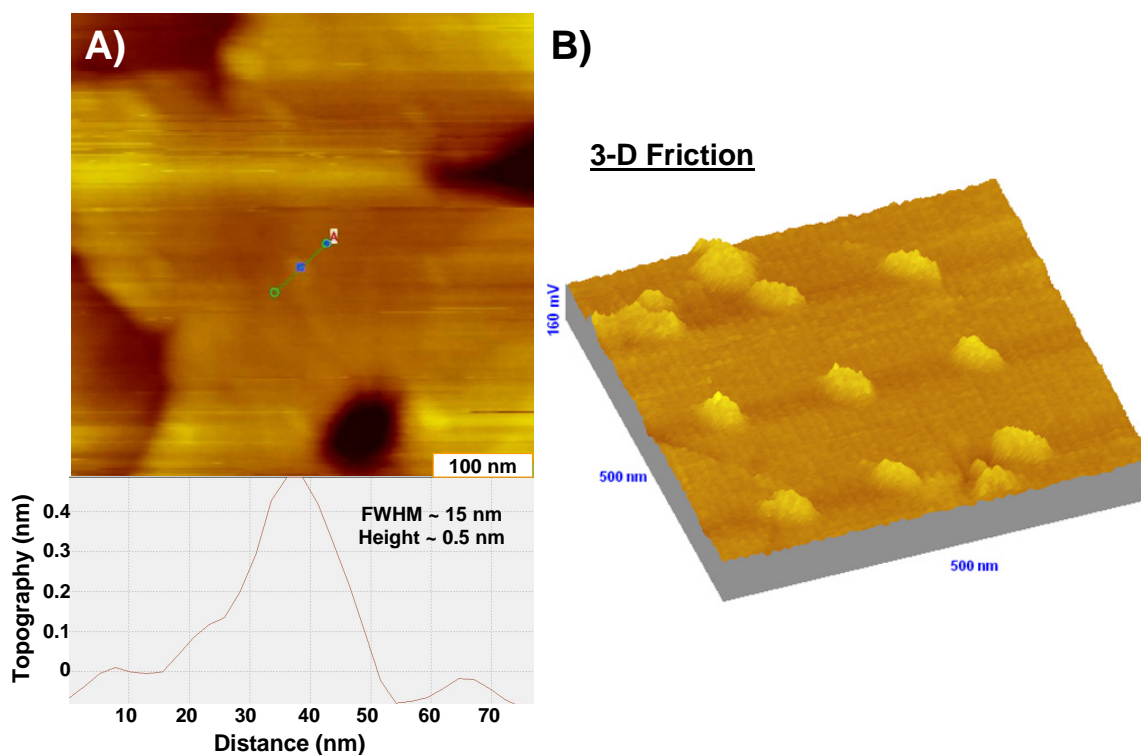 A)
A
100 nm
FWHM ~ 15 nm
Height ~ 0.5 nm
Topography (nm)
0.4
0.3
0.2
0.1
0
10 20 30 40 50 60 70
Distance (nm)
B)
3-D Friction
160 mV
500 nm
500 nm